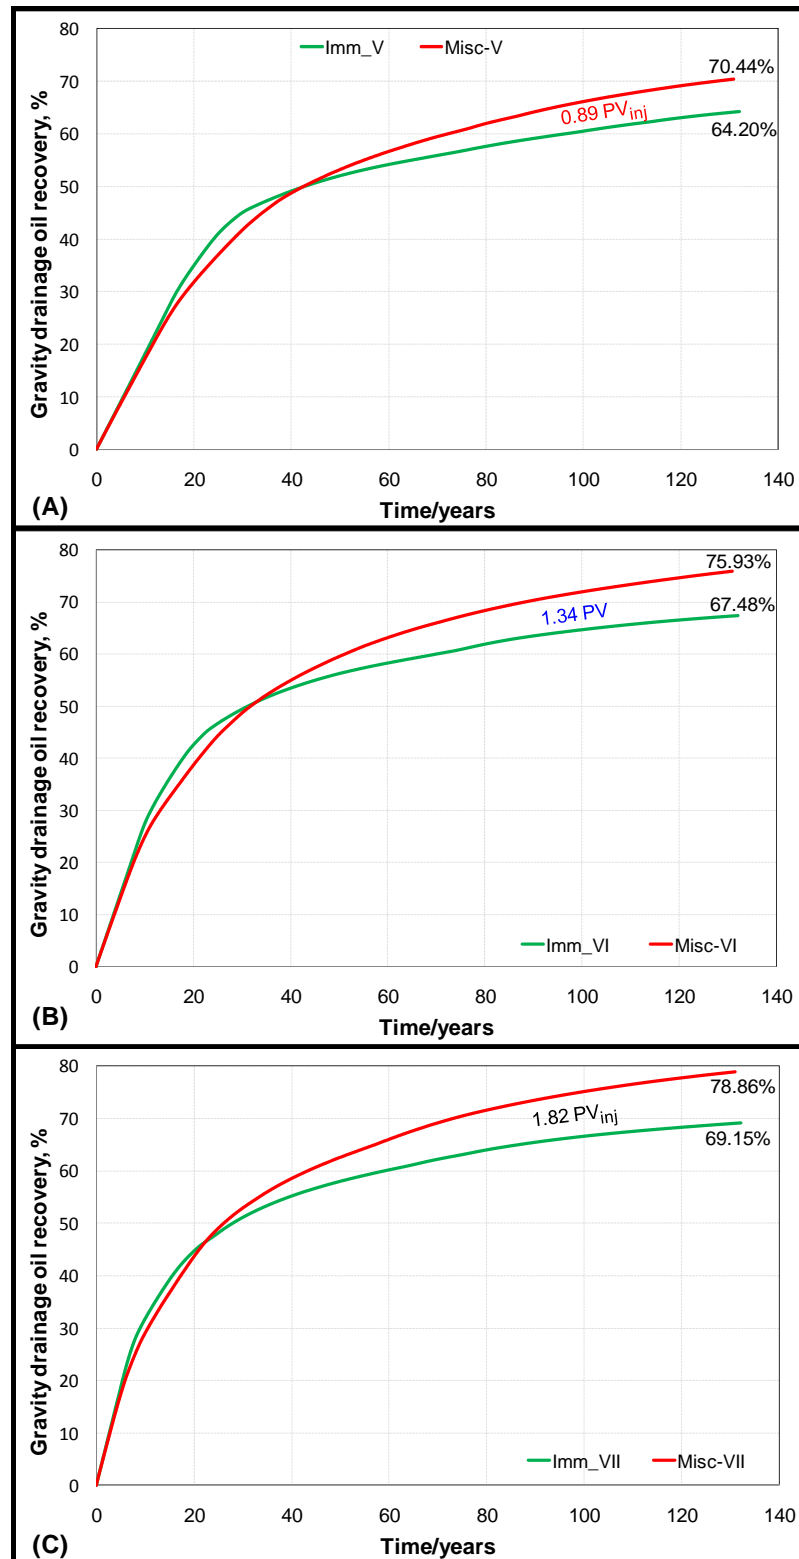 Imm_V Misc-V
70.44%
0.89 PVinj
64.20%
Gravity drainage oil recovery, %
80
70
60
50
40
30
20
10
0
0 20 40 60 80 100 120 140
Time/years
(A)
75.93%
67.48%
1.34 PV
Gravity drainage oil recovery, %
80
70
60
50
40
30
20
10
0
Imm_VI Misc-VI
0 20 40 60 80 100 120 140
Time/years
(B)
78.86%
1.82 PVinj
69.15%
Gravity drainage oil recovery, %
80
70
60
50
40
30
20
10
0
Imm_VII Misc-VII
0 20 40 60 80 100 120 140
Time/years
(C)